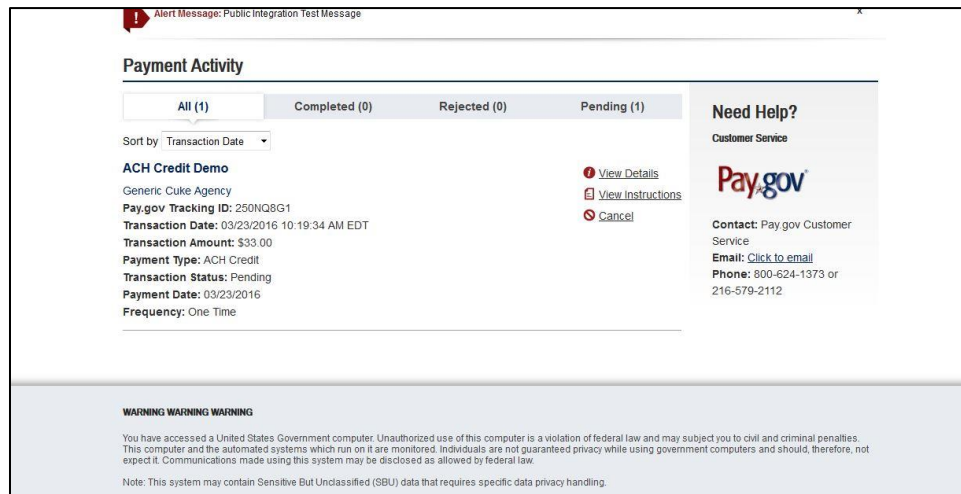 Alert Message: Public Integration Test Message
x
Payment Activity
All (1) Completed (0) Rejected (0) Pending (1)
Sort by Transaction Date
ACH Credit Demo
Generic Cuke Agency
Pay.gov Tracking ID: 250NQ8G1
Transaction Date: 03/23/2016 10:19:34 AM EDT
Transaction Amount: $33.00
Payment Type: ACH Credit
Transaction Status: Pending
Payment Date: 03/23/2016
Frequency: One Time
View Details
View Instructions
Cancel
Need Help?
Customer Service
Pay.gov
Contact: Pay.gov Customer
Service
Email: Click to email
Phone: 800-624-1373 or
216-579-2112
WARNING WARNING WARNING
You have accessed a United States Government computer. Unauthorized use of this computer is a violation of federal law and may subject you to civil and criminal penalties.
This computer and the automated systems which run on it are monitored. Individuals are not guaranteed privacy while using government computers and should, therefore, not
expect it. Communications made using this system may be disclosed as allowed by federal law.
Note: This system may contain Sensitive But Unclassified (SBU) data that requires specific data privacy handling.